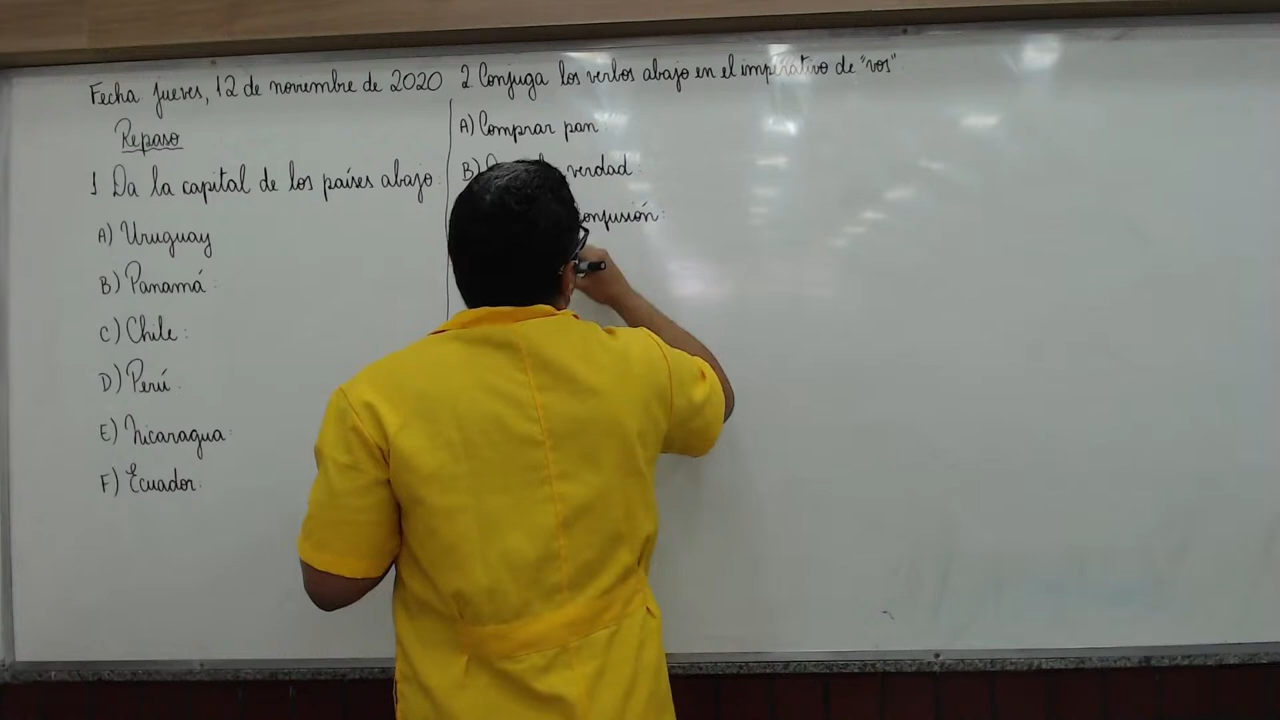 Fecha jueves, 12 de noviembre de 2020
Repaso
1 Da la capital de los países abajo:
A) Uruguay
B) Panamá:
C) Chile:
D) Perú:
E) Nicaragua:
F) Ecuador:
2 Conjuga los verbos abajo en el imperativo de "vos"
A) Comprar pan:
B) verdad:
onfusión: